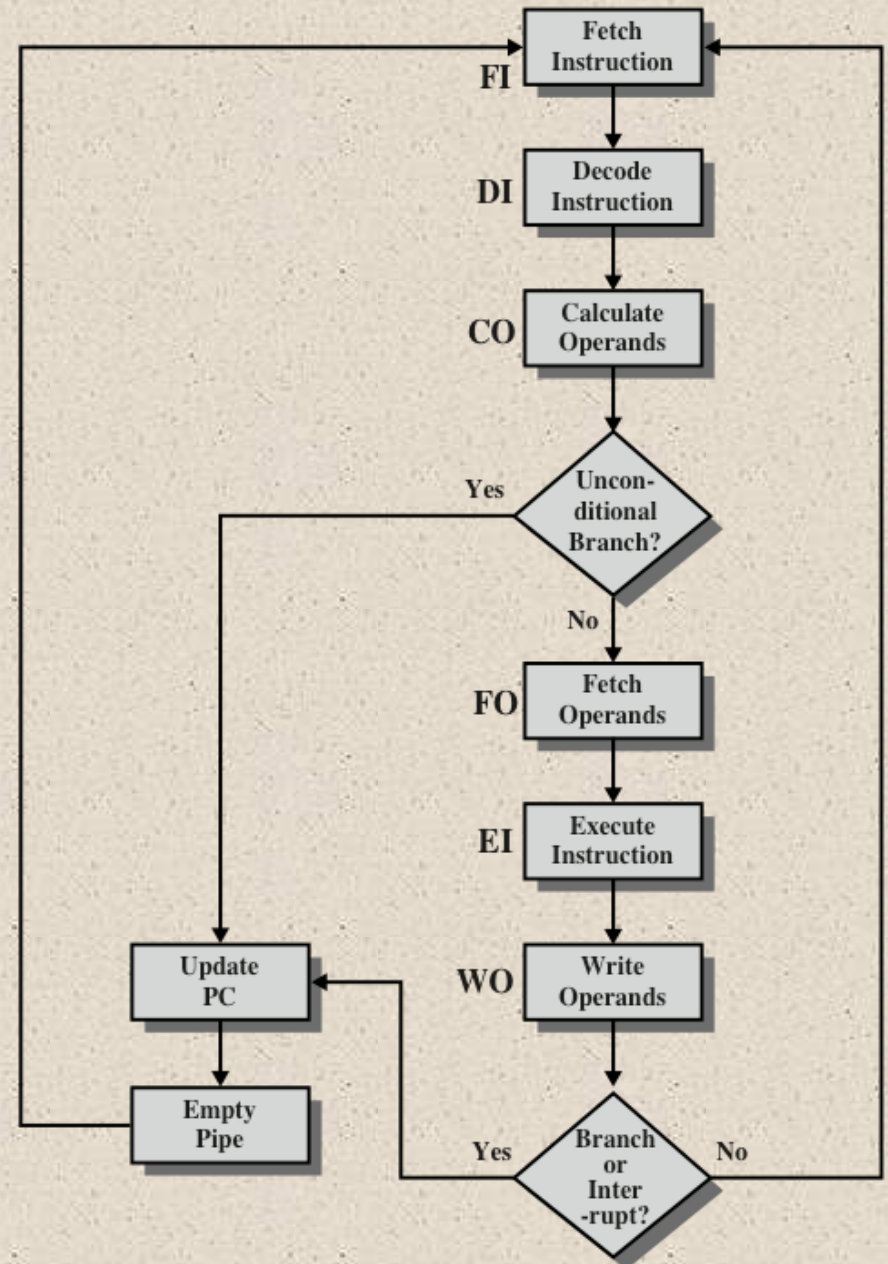 Fetch
Instruction
FI
Decode
Instruction
DI
Calculate
Operands
CO
Yes
Uncon-
ditional
Branch?
No
Fetch
Operands
FO
Execute
Instruction
EI
Update
PC
Write
Operands
WO
Empty
Pipe
Yes
Branch
or
Inter
-rupt?
No